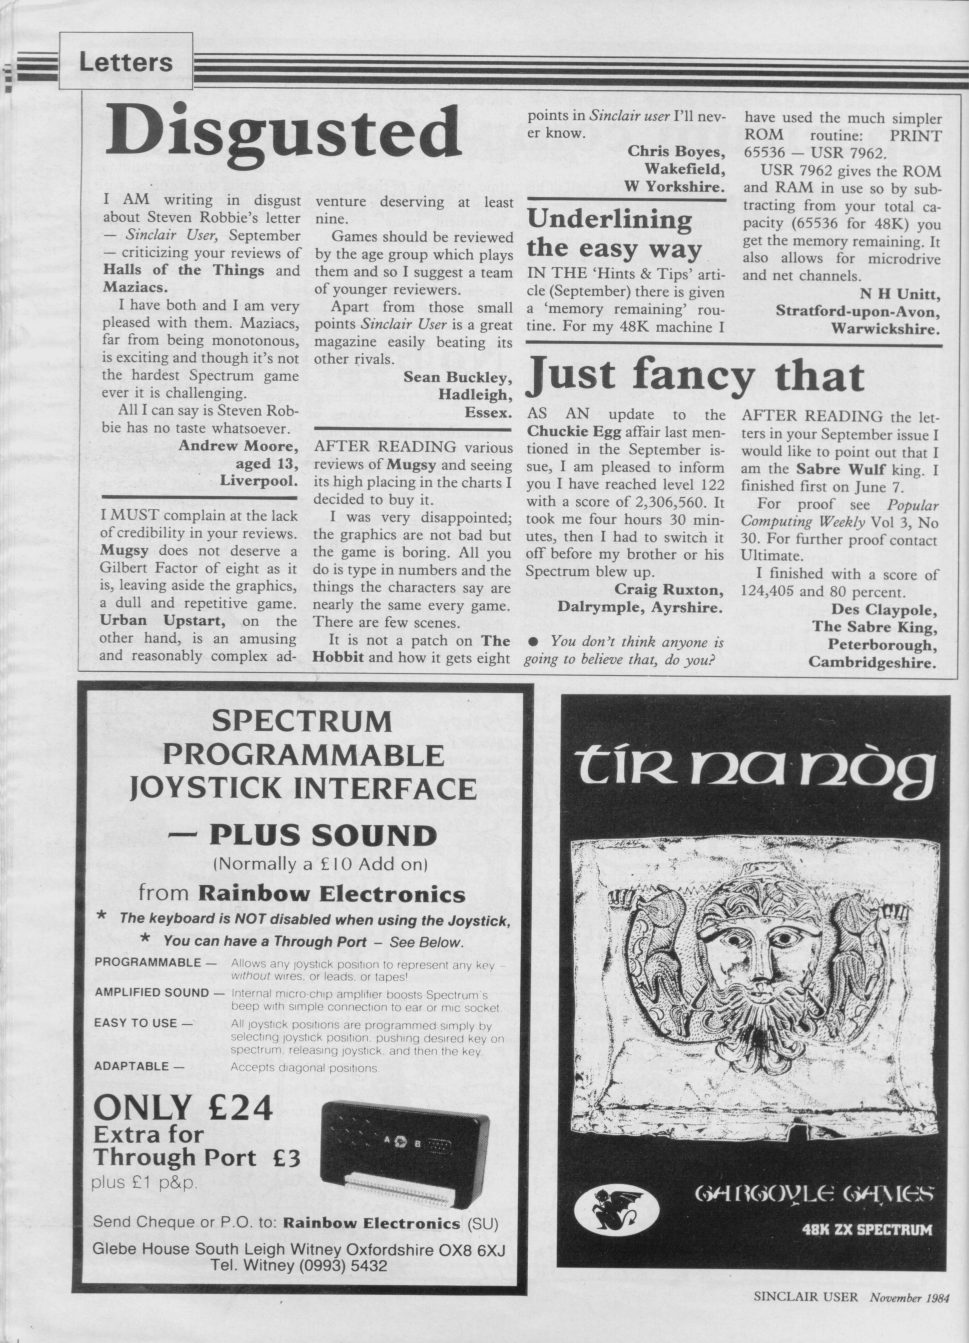 Letters
Disgusted
I AM writing in disgust
about Steven Robbie's letter
— Sinclair User, September
— criticizing your reviews of
Halls of the Things and
Maziacs.
I have both and I am very
pleased with them. Maziacs,
far from being monotonous,
is exciting and though it's not
the hardest Spectrum game
ever it is challenging.
All I can say is Steven Rob-
bie has no taste whatsoever.
Andrew Moore,
aged 13,
Liverpool.
I MUST complain at the lack
of credibility in your reviews.
Mugsy does not deserve a
Gilbert Factor of eight as it
is, leaving aside the graphics,
a dull and repetitive game.
Urban Upstart, on the
other hand, is an amusing
and reasonably complex ad-
venture deserving at least
nine.
Games should be reviewed
by the age group which plays
them and so I suggest a team
of younger reviewers.
Apart from those small
points Sinclair User is a great
magazine easily beating its
other rivals.
Sean Buckley,
Hadleigh,
Essex.
AFTER READING various
reviews of Mugsy and seeing
its high placing in the charts I
decided to buy it.
I was very disappointed;
the graphics are not bad but
the game is boring. All you
do is type in numbers and the
things the characters say are
nearly the same every game.
There are few scenes.
It is not a patch on The
Hobbit and how it gets eight
points in Sinclair user I'll nev-
er know.
Chris Boyes,
Wakefield,
W Yorkshire.
Underlining
the easy way
IN THE 'Hints & Tips' arti-
cle (September) there is given
a 'memory remaining' rou-
tine. For my 48K machine I
have used the much simpler
ROM routine: PRINT
65536 — USR 7962.
USR 7962 gives the ROM
and RAM in use so by sub-
tracting from your total ca-
pacity (65536 for 48K) you
get the memory remaining. It
also allows for microdrive
and net channels.
N H Unitt,
Stratford-upon-Avon,
Warwickshire.
Just fancy that
AS AN update to the
Chuckie Egg affair last men-
tioned in the September is-
sue, I am pleased to inform
you I have reached level 122
with a score of 2,306,560. It
took me four hours 30 min-
utes, then I had to switch it
off before my brother or his
Spectrum blew up.
Craig Ruxton,
Dalrymple, Ayrshire.
● You don't think anyone is
going to believe that, do you?
AFTER READING the let-
ters in your September issue I
would like to point out that I
am the Sabre Wulf king. I
finished first on June 7.
For proof see Popular
Computing Weekly Vol 3, No
30. For further proof contact
Ultimate.
I finished with a score of
124,405 and 80 percent.
Des Claypole,
The Sabre King,
Peterborough,
Cambridgeshire.
SPECTRUM
PROGRAMMABLE
JOYSTICK INTERFACE
— PLUS SOUND
(Normally a £10 Add on)
from Rainbow Electronics
* The keyboard is NOT disabled when using the Joystick,
* You can have a Through Port – See Below.
PROGRAMMABLE — Allows any joystick position to represent any key –
without wires, or leads, or tapes!
AMPLIFIED SOUND — Internal micro-chip amplifier boosts Spectrum's
beep with simple connection to ear or mic socket.
EASY TO USE — All joystick positions are programmed simply by
selecting joystick position, pushing desired key on
spectrum, releasing joystick, and then the key.
ADAPTABLE — Accepts diagonal positions
ONLY £24
Extra for
Through Port £3
plus £1 p&p.
A B
Send Cheque or P.O. to: Rainbow Electronics (SU)
Glebe House South Leigh Witney Oxfordshire OX8 6XJ
Tel. Witney (0993) 5432
tír na nòg
GARGOYLE GAMES
48K ZX SPECTRUM
SINCLAIR USER November 1984